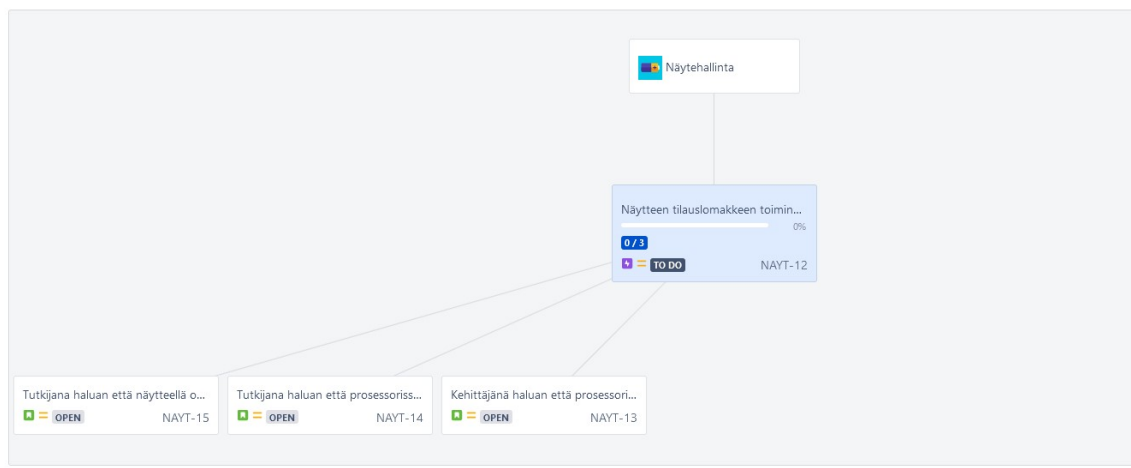 Näytehallinta
Näytteen tilauslomakkeen toimin...
0%
0 / 3
TO DO NAYT-12
Tutkijana haluan että näytteellä o...
OPEN NAYT-15
Tutkijana haluan että prosessoriss...
OPEN NAYT-14
Kehittäjänä haluan että prosessori...
OPEN NAYT-13